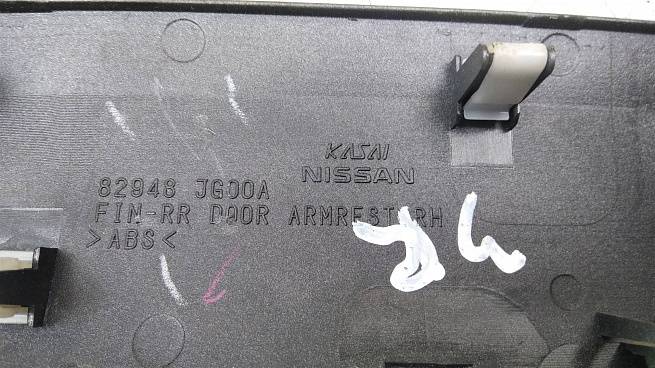 KASAI
NISSAN
82948 JG00A
FIN-RR DOOR ARMREST,RH
>ABS<